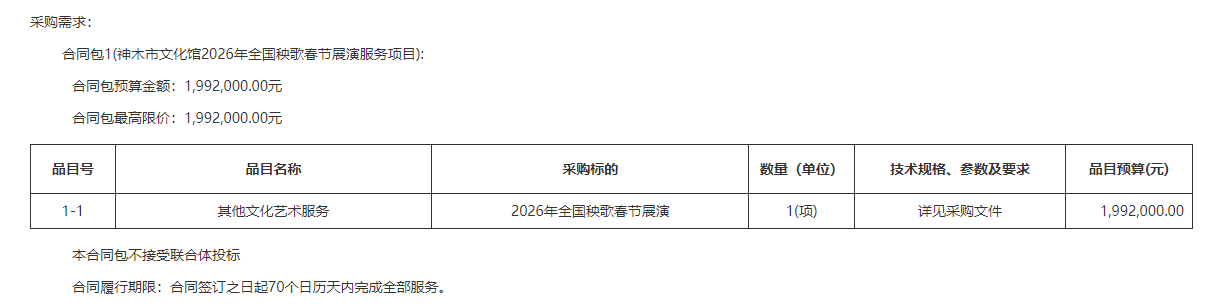 采购需求：
合同包1(神木市文化馆2026年全国秧歌春节展演服务项目):
合同包预算金额：1,992,000.00元
合同包最高限价：1,992,000.00元
品目号 品目名称 采购标的 数量（单位） 技术规格、参数及要求 品目预算(元)
1-1 其他文化艺术服务 2026年全国秧歌春节展演 1(项) 详见采购文件 1,992,000.00
本合同包不接受联合体投标
合同履行期限：合同签订之日起70个日历天内完成全部服务。